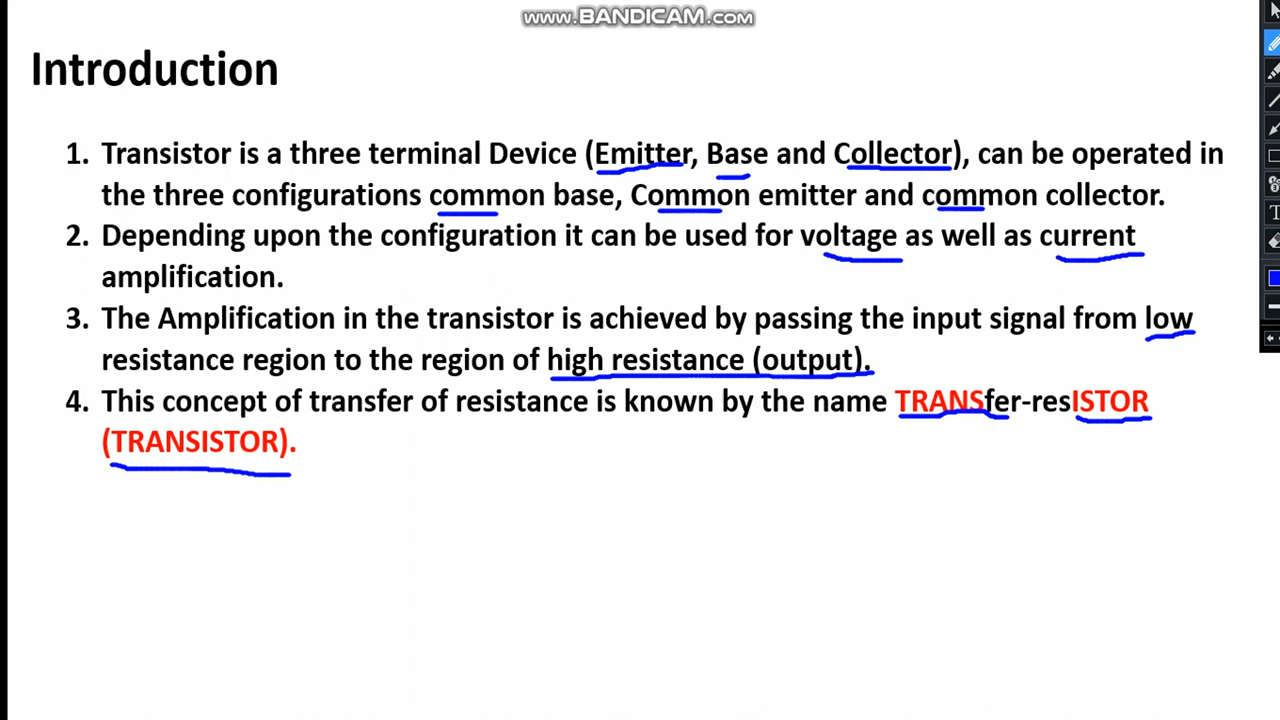 www.BANDICAM.com
Introduction
1. Transistor is a three terminal Device (Emitter, Base and Collector), can be operated in
the three configurations common base, Common emitter and common collector.
2. Depending upon the configuration it can be used for voltage as well as current
amplification.
3. The Amplification in the transistor is achieved by passing the input signal from low
resistance region to the region of high resistance (output).
4. This concept of transfer of resistance is known by the name TRANSfer-resISTOR
(TRANSISTOR).